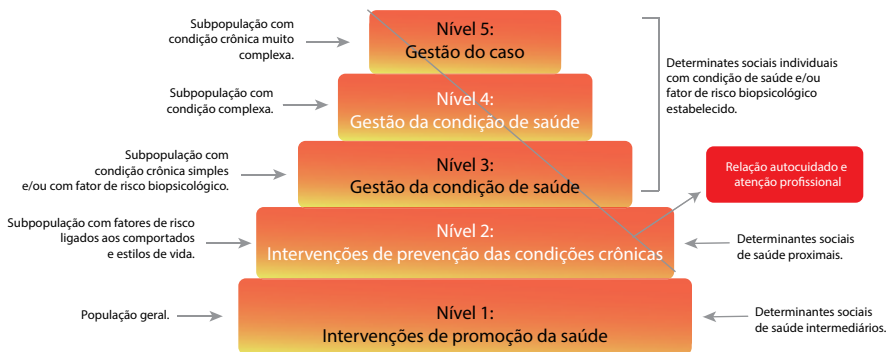 Subpopulação com
condição crônica muito
complexa.
Nível 5:
Gestão do caso
Determinates sociais individuais
com condição de saúde e/ou
fator de risco biopsicológico
estabelecido.
Subpopulação com
condição complexa.
Nível 4:
Gestão da condição de saúde
Subpopulação com
condição crônica simples
e/ou com fator de risco biopsicológico.
Nível 3:
Gestão da condição de saúde
Relação autocuidado e
atenção profissional
Subpopulação com fatores de risco
ligados aos comportados
e estilos de vida.
Nível 2:
Intervenções de prevenção das condições crônicas
Determinantes sociais
de saúde proximais.
População geral.
Nível 1:
Intervenções de promoção da saúde
Determinantes sociais
de saúde intermediários.